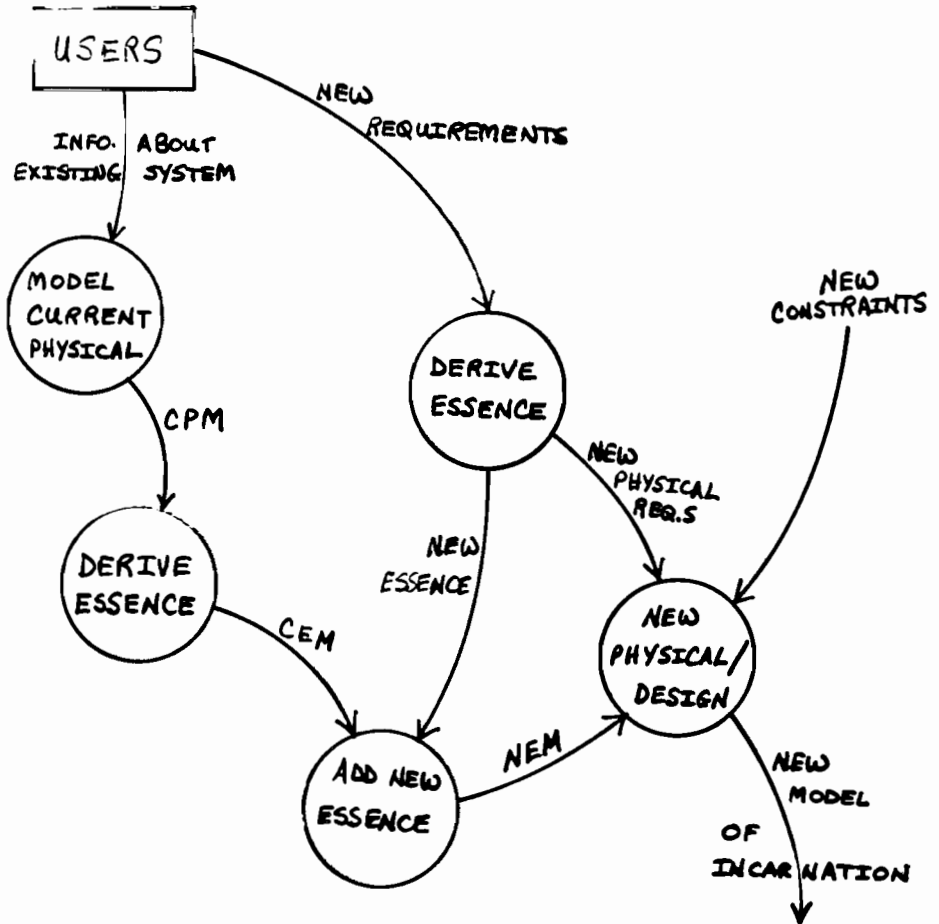 USERS
NEW
REQUIREMENTS
INFO. ABOUT
EXISTING SYSTEM
MODEL
CURRENT
PHYSICAL
NEW
CONSTRAINTS
DERIVE
ESSENCE
CPM
NEW
PHYSICAL
REQ.S
DERIVE
ESSENCE
NEW
ESSENCE
CEM
NEW
PHYSICAL/
DESIGN
ADD NEW
ESSENCE
NEM
NEW
MODEL
OF
INCARNATION